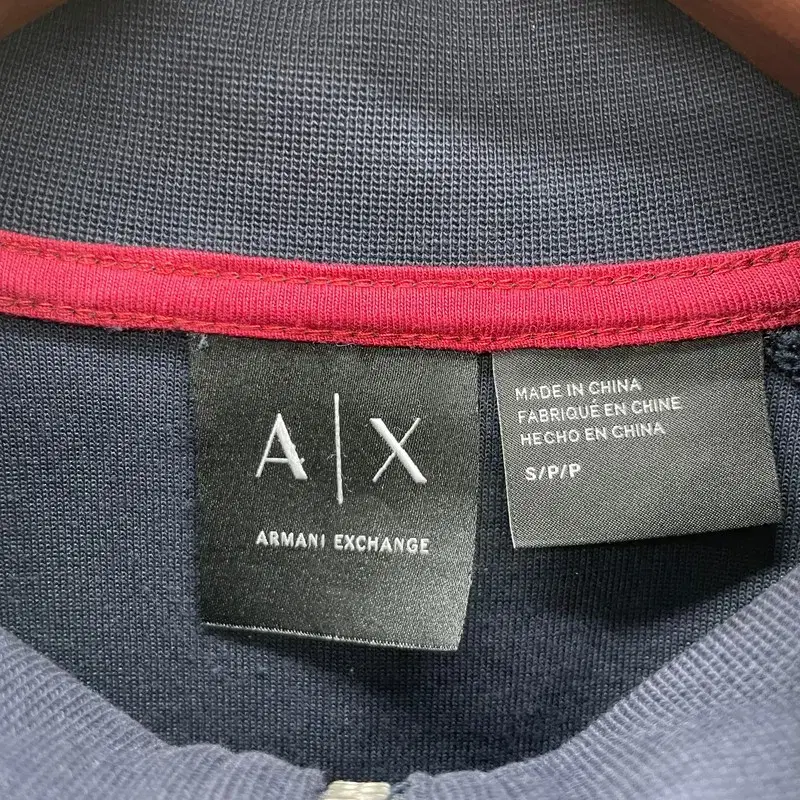 A|X
ARMANI EXCHANGE
MADE IN CHINA
FABRIQUÉ EN CHINE
HECHO EN CHINA
S/P/P